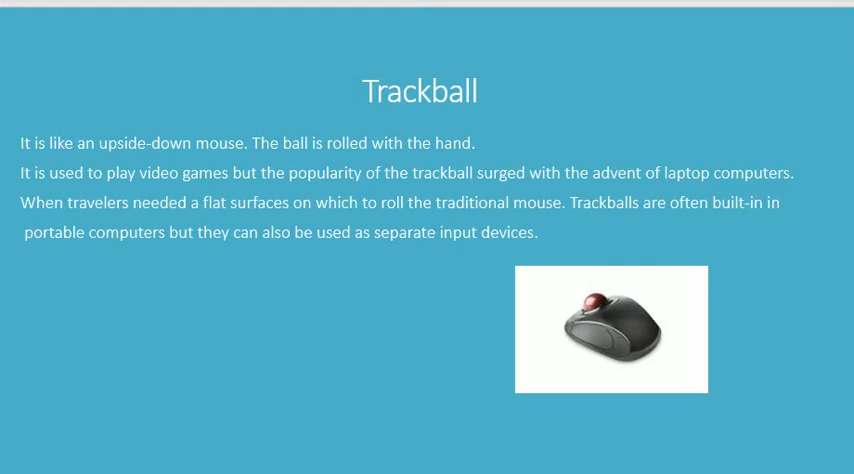 Trackball
It is like an upside-down mouse. The ball is rolled with the hand.
It is used to play video games but the popularity of the trackball surged with the advent of laptop computers.
When travelers needed a flat surfaces on which to roll the traditional mouse. Trackballs are often built-in in
portable computers but they can also be used as separate input devices.